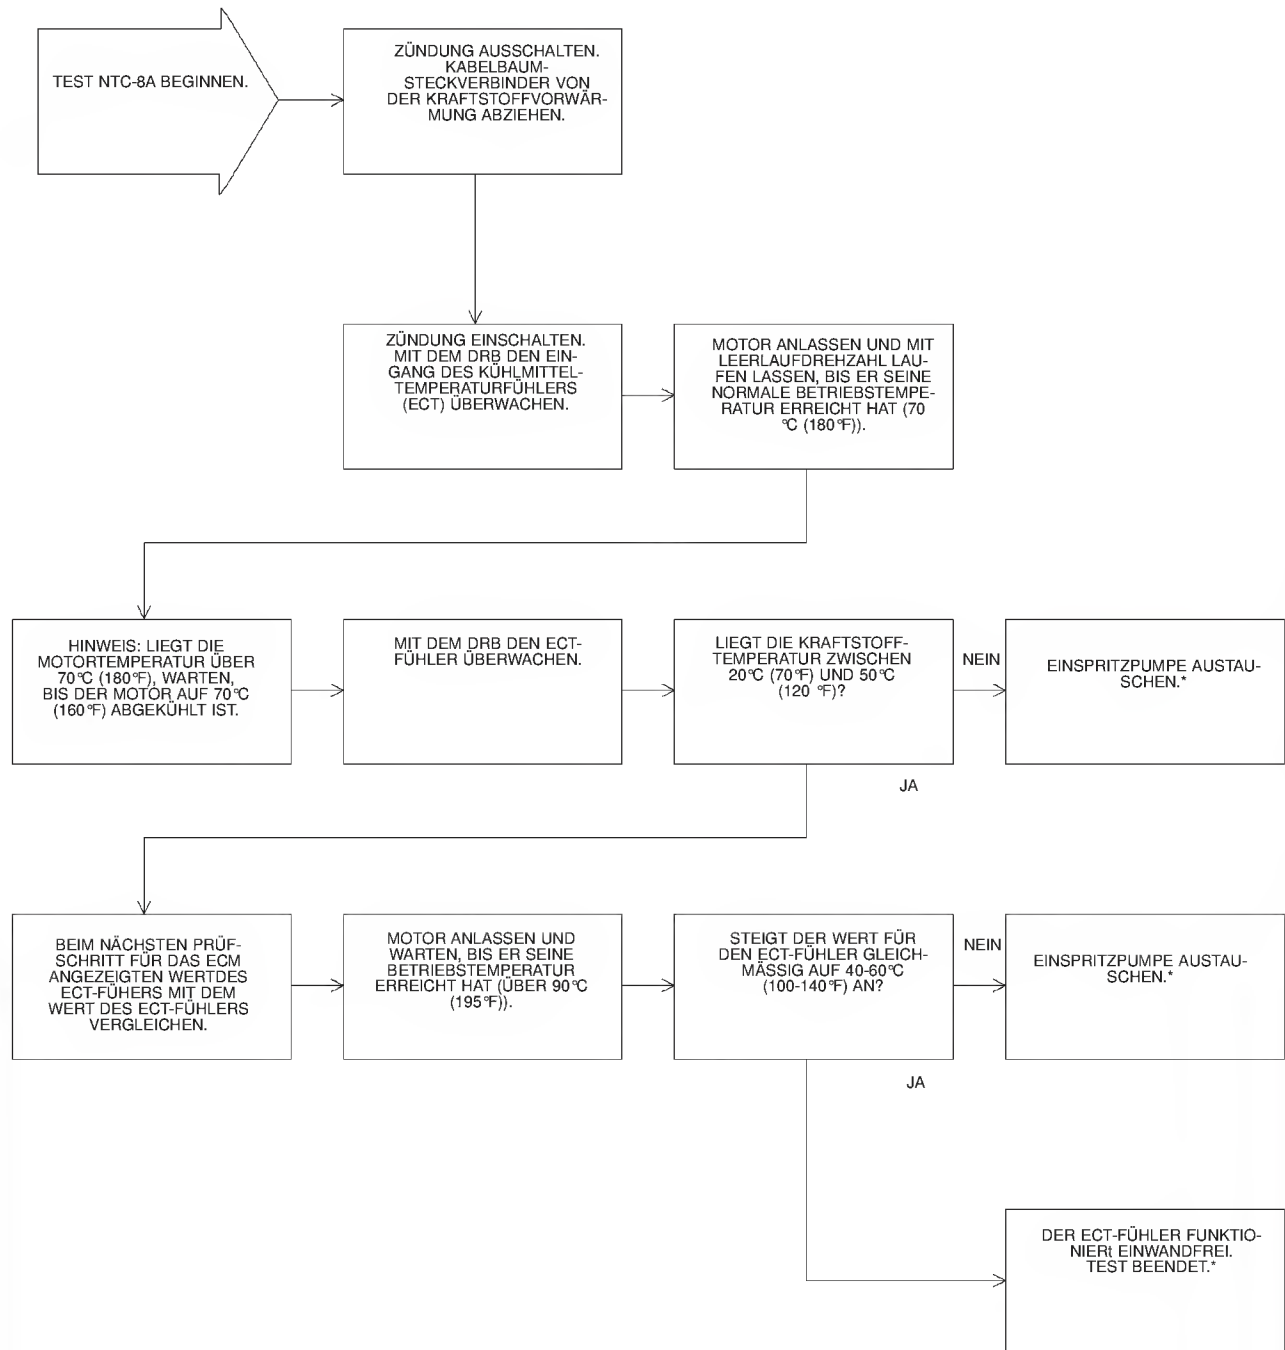 TEST NTC-8A BEGINNEN.
ZÜNDUNG AUSSCHALTEN.
KABELBAUM-
STECKVERBINDER VON
DER KRAFTSTOFFVORWÄR-
MUNG ABZIEHEN.
ZÜNDUNG EINSCHALTEN.
MIT DEM DRB DEN EIN-
GANG DES KÜHLMITTEL-
TEMPERATURFÜHLERS
(ECT) ÜBERWACHEN.
MOTOR ANLASSEN UND MIT
LEERLAUFDREHZAHL LAU-
FEN LASSEN, BIS ER SEINE
NORMALE BETRIEBSTEMPE-
RATUR ERREICHT HAT (70
°C (180°F)).
HINWEIS: LIEGT DIE
MOTORTEMPERATUR ÜBER
70°C (180°F), WARTEN,
BIS DER MOTOR AUF 70°C
(160°F) ABGEKÜHLT IST.
MIT DEM DRB DEN ECT-
FÜHLER ÜBERWACHEN.
LIEGT DIE KRAFTSTOFF-
TEMPERATUR ZWISCHEN
20°C (70°F) UND 50°C
(120 °F)?
NEIN
EINSPRITZPUMPE AUSTAU-
SCHEN.*
JA
BEIM NÄCHSTEN PRÜF-
SCHRITT FÜR DAS ECM
ANGEZEIGTEN WERTDES
ECT-FÜHERS MIT DEM
WERT DES ECT-FÜHLERS
VERGLEICHEN.
MOTOR ANLASSEN UND
WARTEN, BIS ER SEINE
BETRIEBSTEMPERATUR
ERREICHT HAT (ÜBER 90°C
(195°F)).
STEIGT DER WERT FÜR
DEN ECT-FÜHLER GLEICH-
MÄSSIG AUF 40-60°C
(100-140°F) AN?
NEIN
EINSPRITZPUMPE AUSTAU-
SCHEN.*
JA
DER ECT-FÜHLER FUNKTIO-
NIERt EINWANDFREI.
TEST BEENDET.*